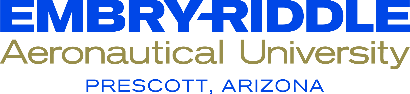 EMBRY-RIDDLE
Aeronautical University
PRESCOTT, ARIZONA